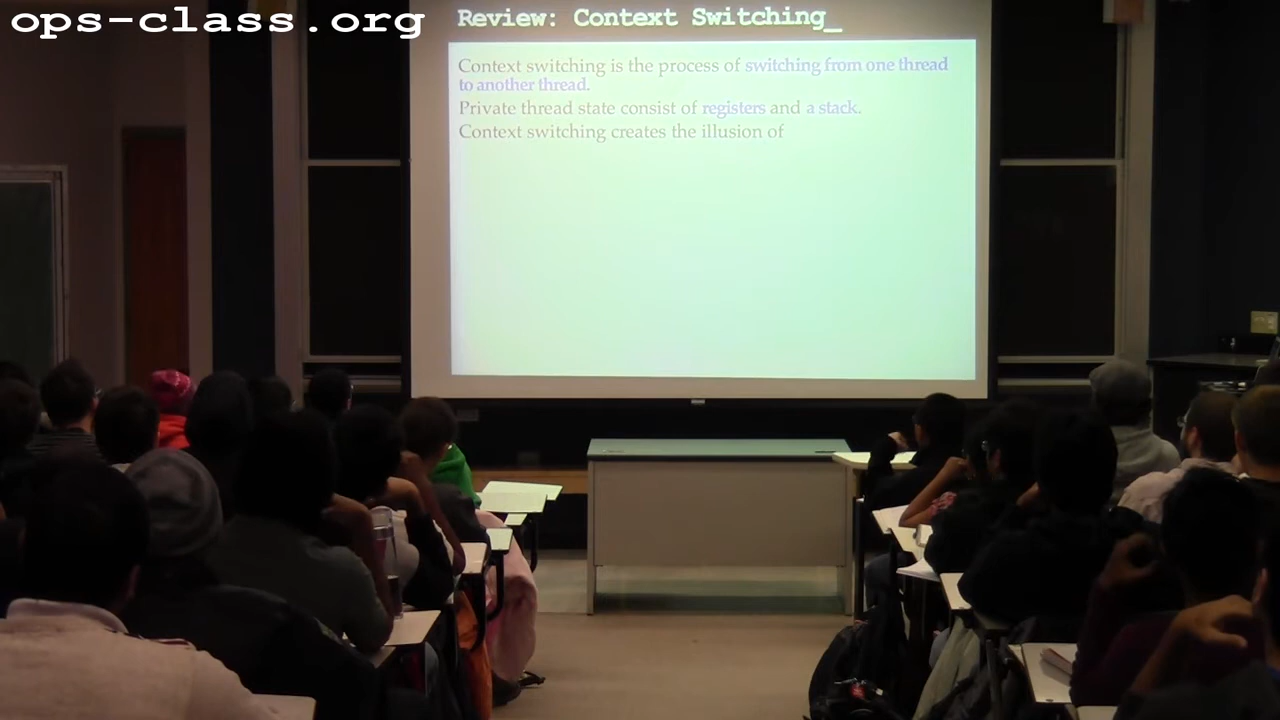 ops-class.org
Review: Context Switching_
Context switching is the process of switching from one thread
to another thread.
Private thread state consist of registers and a stack.
Context switching creates the illusion of